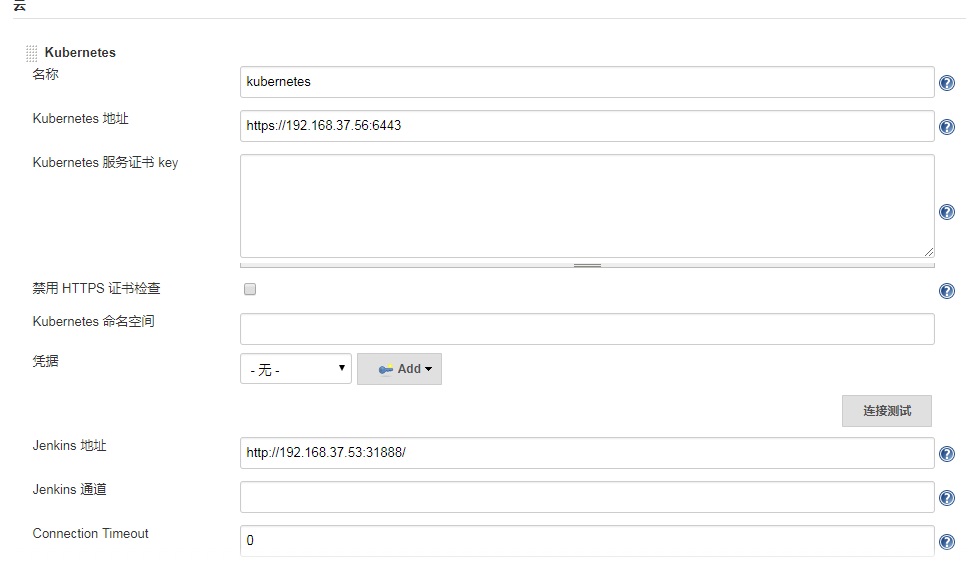 云
Kubernetes
名称
kubernetes
Kubernetes 地址
https://192.168.37.56:6443
Kubernetes 服务证书 key
禁用 HTTPS 证书检查
Kubernetes 命名空间
凭据
- 无 -
Add
连接测试
Jenkins 地址
http://192.168.37.53:31888/
Jenkins 通道
Connection Timeout
0